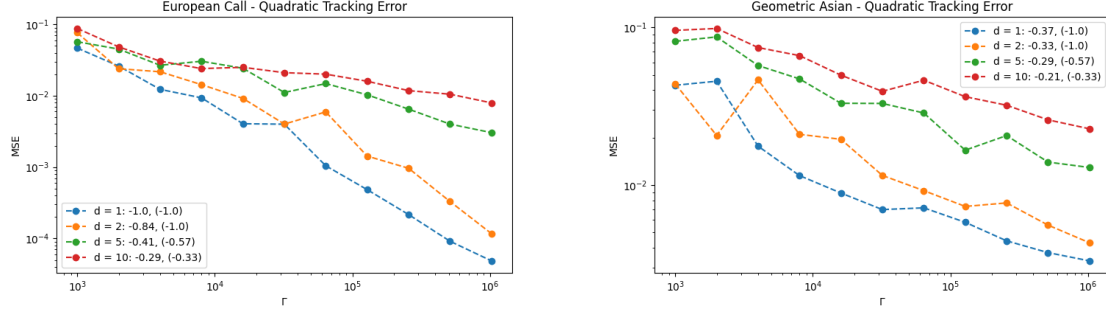 European Call - Quadratic Tracking Error
MSE
10⁻¹
10⁻²
10⁻³
10⁻⁴
d = 1: -1.0, (-1.0)
d = 2: -0.84, (-1.0)
d = 5: -0.41, (-0.57)
d = 10: -0.29, (-0.33)
10³
10⁴
10⁵
10⁶
Γ
Geometric Asian - Quadratic Tracking Error
MSE
10⁻¹
10⁻²
d = 1: -0.37, (-1.0)
d = 2: -0.33, (-1.0)
d = 5: -0.29, (-0.57)
d = 10: -0.21, (-0.33)
10³
10⁴
10⁵
10⁶
Γ